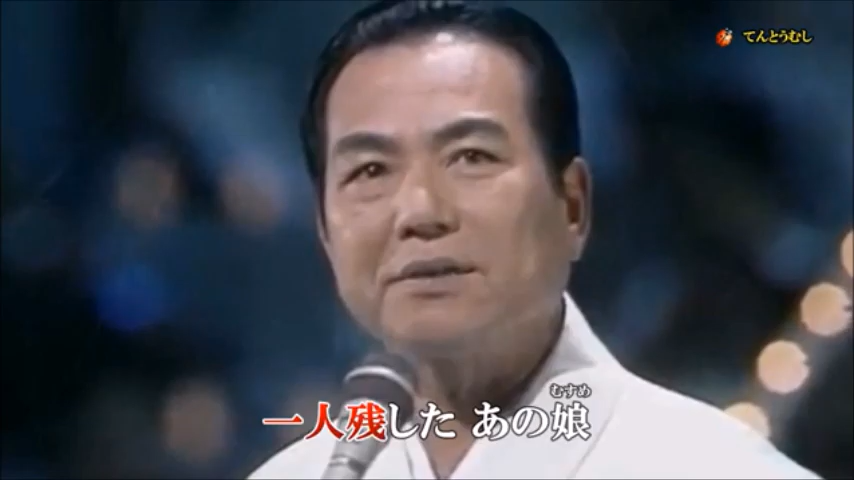 てんとうむし
むすめ
一人残した あの娘